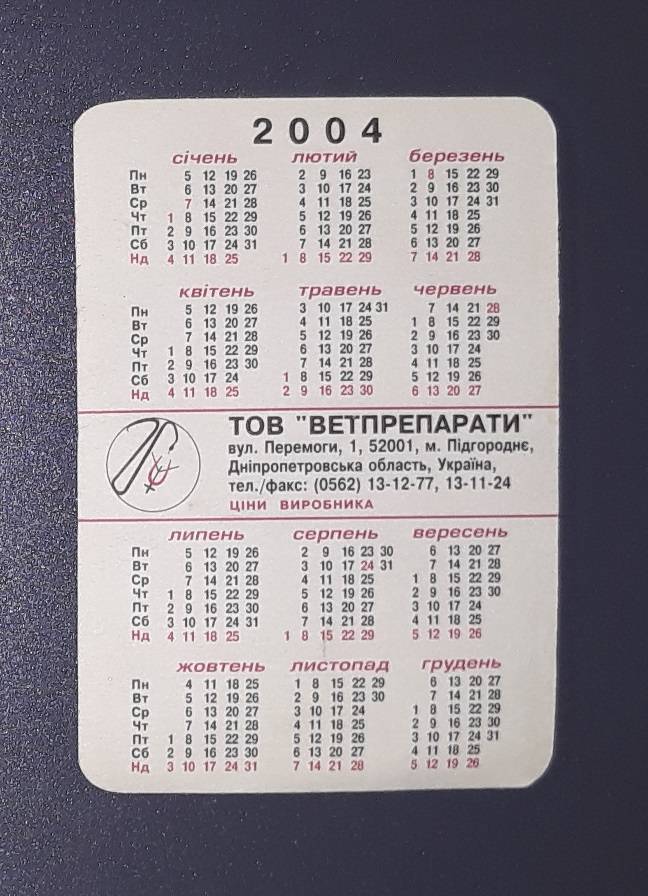 2 0 0 4
січень лютий березень
Пн 5 12 19 26 2 9 16 23 1 8 15 22 29
Вт 6 13 20 27 3 10 17 24 2 9 16 23 30
Ср 7 14 21 28 4 11 18 25 3 10 17 24 31
Чт 1 8 15 22 29 5 12 19 26 4 11 18 25
Пт 2 9 16 23 30 6 13 20 27 5 12 19 26
Сб 3 10 17 24 31 7 14 21 28 6 13 20 27
Нд 4 11 18 25 1 8 15 22 29 7 14 21 28
квітень травень червень
Пн 5 12 19 26 3 10 17 24 31 7 14 21 28
Вт 6 13 20 27 4 11 18 25 1 8 15 22 29
Ср 7 14 21 28 5 12 19 26 2 9 16 23 30
Чт 1 8 15 22 29 6 13 20 27 3 10 17 24
Пт 2 9 16 23 30 7 14 21 28 4 11 18 25
Сб 3 10 17 24 1 8 15 22 29 5 12 19 26
Нд 4 11 18 25 2 9 16 23 30 6 13 20 27
ТОВ "ВЕТПРЕПАРАТИ"
вул. Перемоги, 1, 52001, м. Підгороднє,
Дніпропетровська область, Україна,
тел./факс: (0562) 13-12-77, 13-11-24
ЦІНИ ВИРОБНИКА
липень серпень вересень
Пн 5 12 19 26 2 9 16 23 30 6 13 20 27
Вт 6 13 20 27 3 10 17 24 31 7 14 21 28
Ср 7 14 21 28 4 11 18 25 1 8 15 22 29
Чт 1 8 15 22 29 5 12 19 26 2 9 16 23 30
Пт 2 9 16 23 30 6 13 20 27 3 10 17 24
Сб 3 10 17 24 31 7 14 21 28 4 11 18 25
Нд 4 11 18 25 1 8 15 22 29 5 12 19 26
жовтень листопад грудень
Пн 4 11 18 25 1 8 15 22 29 6 13 20 27
Вт 5 12 19 26 2 9 16 23 30 7 14 21 28
Ср 6 13 20 27 3 10 17 24 1 8 15 22 29
Чт 7 14 21 28 4 11 18 25 2 9 16 23 30
Пт 1 8 15 22 29 5 12 19 26 3 10 17 24 31
Сб 2 9 16 23 30 6 13 20 27 4 11 18 25
Нд 3 10 17 24 31 7 14 21 28 5 12 19 26